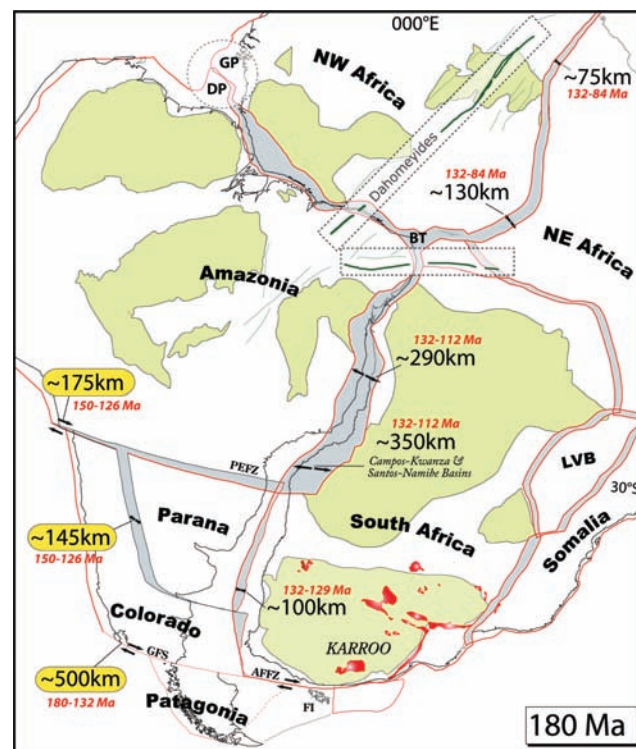 000°E
GP
DP
NW Africa
~75km
132-84 Ma
Dahomeyides
132-84 Ma
~130km
BT
NE Africa
Amazonia
132-112 Ma
~290km
~175km
150-126 Ma
132-112 Ma
~350km
Campos-Kwanza &
Santos-Namibe Basins
PEFZ
LVB
30°S
Parana
South Africa
Somalia
~145km
150-126 Ma
132-129 Ma
~100km
Colorado
KARROO
GFS
~500km
180-132 Ma
AFFZ
Patagonia
FI
180 Ma